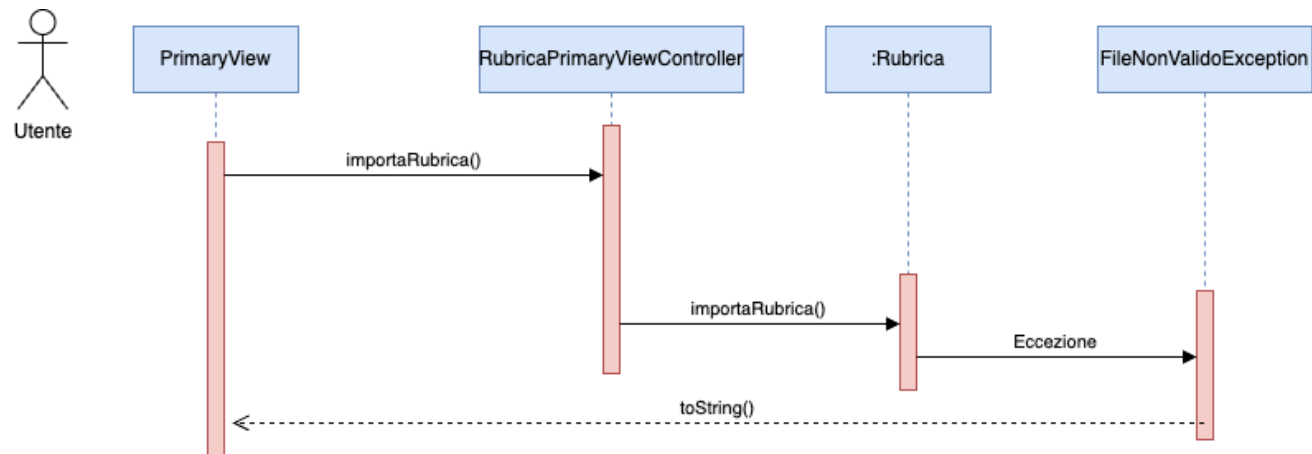 PrimaryView
RubricaPrimaryViewController
:Rubrica
FileNonValidoException
Utente
importaRubrica()
importaRubrica()
Eccezione
toString()